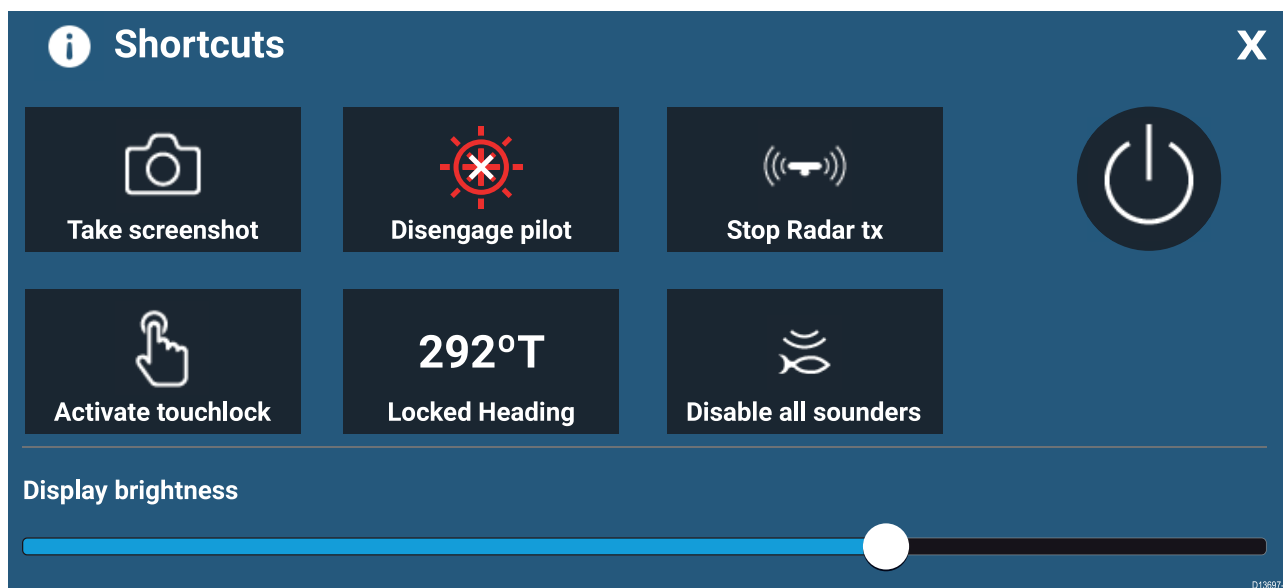 i Shortcuts X
Take screenshot
Disengage pilot
Stop Radar tx
292°T
Activate touchlock
Locked Heading
Disable all sounders
Display brightness